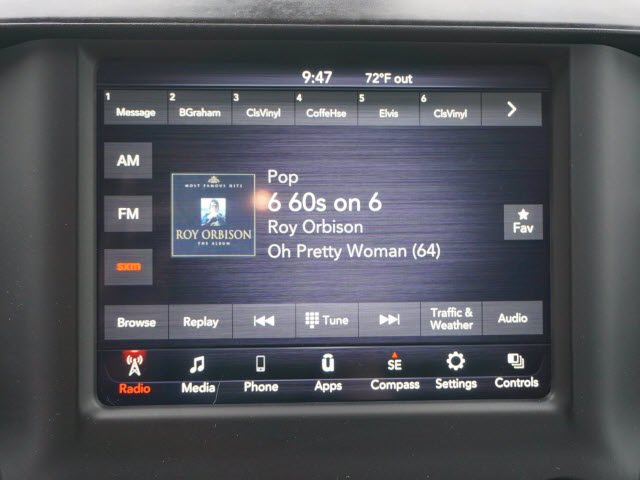 9:47 72°F out
1 2 3 4 5 6
Message BGraham ClsVinyl CoffeHse Elvis ClsVinyl
AM
FM
sxm
MOST FAMOUS HITS
ROY ORBISON
THE ALBUM
Pop
6 60s on 6
Roy Orbison
Oh Pretty Woman (64)
Fav
Browse Replay Tune Traffic & Weather Audio
Radio Media Phone Apps SE Compass Settings Controls